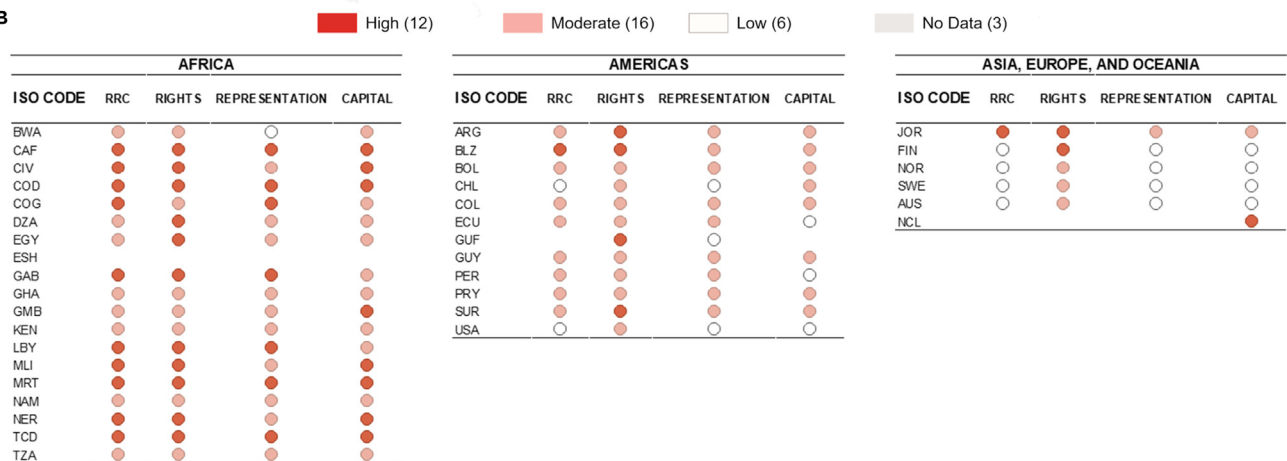 B
High (12) Moderate (16) Low (6) No Data (3)
AFRICA
ISO CODE RRC RIGHTS REPRESENTATION CAPITAL
BWA
CAF
CIV
COD
COG
DZA
EGY
ESH
GAB
GHA
GMB
KEN
LBY
MLI
MRT
NAM
NER
TCD
TZA
AMERICAS
ISO CODE RRC RIGHTS REPRESENTATION CAPITAL
ARG
BLZ
BOL
CHL
COL
ECU
GUF
GUY
PER
PRY
SUR
USA
ASIA, EUROPE, AND OCEANIA
ISO CODE RRC RIGHTS REPRESENTATION CAPITAL
JOR
FIN
NOR
SWE
AUS
NCL